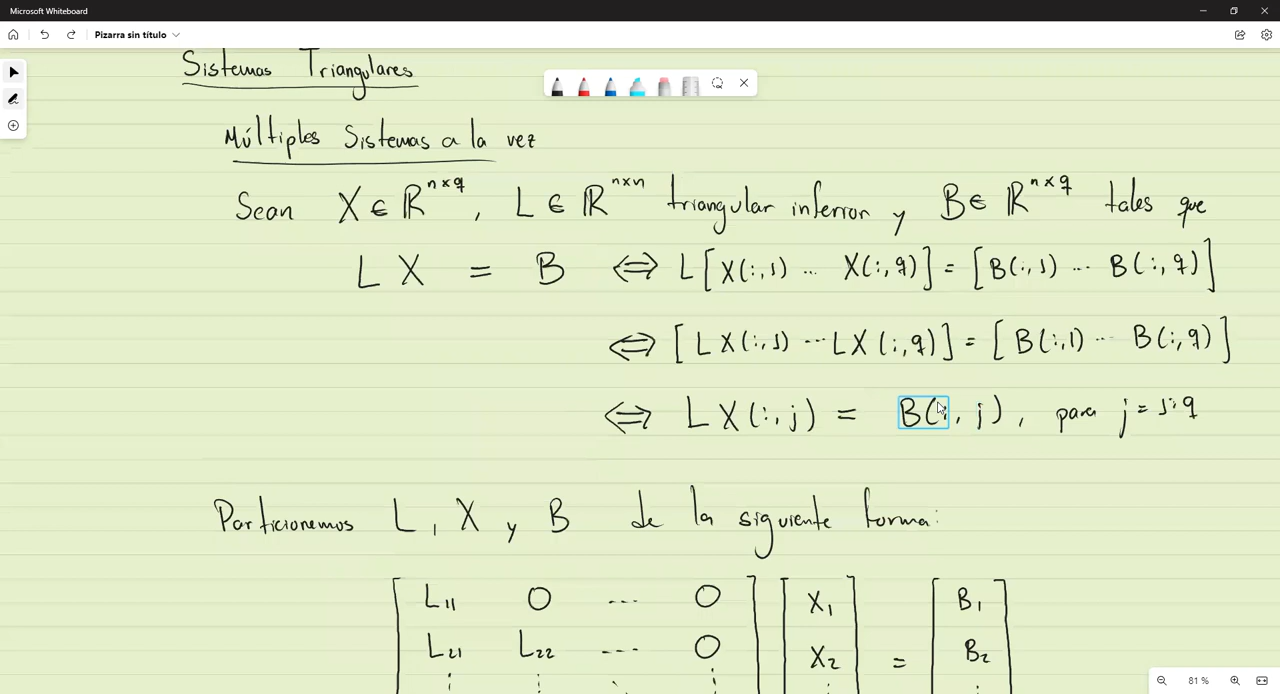 Microsoft Whiteboard
Pizarra sin título
Sistemas Triangulares
Múltiples Sistemas a la vez
Sean X ∈ ℝ^{n×q}, L ∈ ℝ^{n×n} triangular inferior y B ∈ ℝ^{n×q} tales que
L X = B ⟺ L[X(:,1) ... X(:,q)] = [B(:,1) ... B(:,q)]
⟺ [LX(:,1) ... LX(:,q)] = [B(:,1) ... B(:,q)]
⟺ LX(:,j) = B(:,j), para j = 1:q
Particionemos L, X y B de la siguiente forma:
[L₁₁ 0 ... 0] [X₁] [B₁]
[L₂₁ L₂₂ ... 0] [X₂] = [B₂]
⋮ ⋮ ⋱ ⋮ ⋮ ⋮
81 %